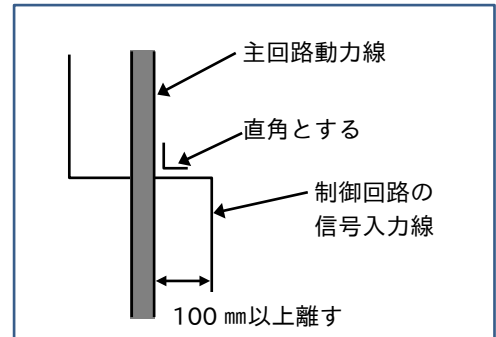 主回路動力線
直角とする
制御回路の
信号入力線
100 ㎜以上離す